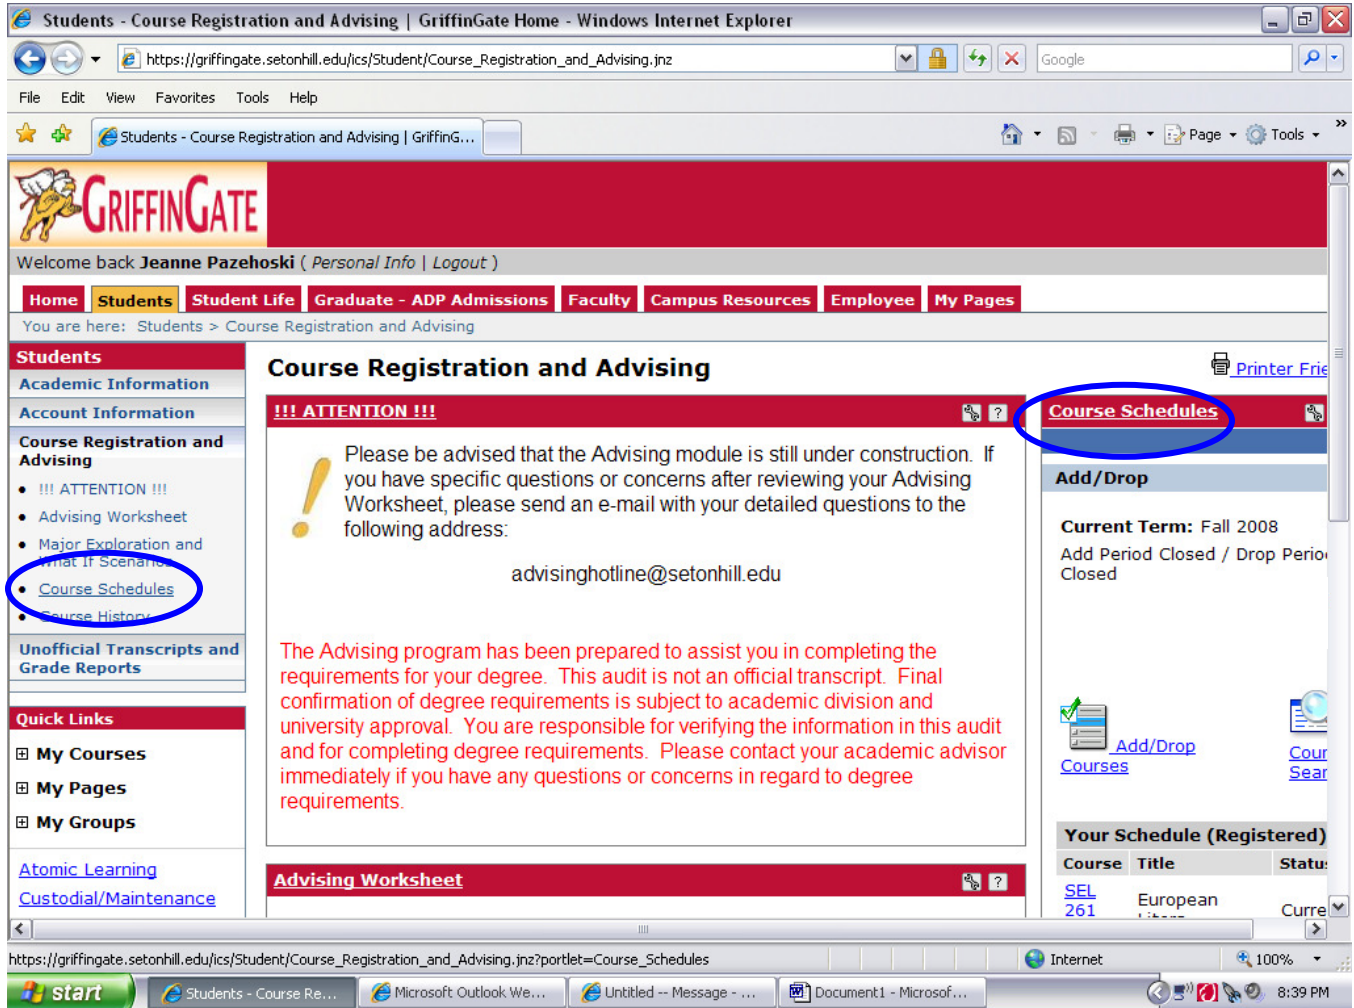 Students - Course Registration and Advising | GriffinGate Home - Windows Internet Explorer
https://griffingate.setonhill.edu/ics/Student/Course_Registration_and_Advising.jnz
Google
File Edit View Favorites Tools Help
Students - Course Registration and Advising | GriffinG...
Page Tools »
GRIFFINGATE
Welcome back Jeanne Pazehoski ( Personal Info | Logout )
Home Students Student Life Graduate - ADP Admissions Faculty Campus Resources Employee My Pages
You are here: Students > Course Registration and Advising
Students
Academic Information
Account Information
Course Registration and
Advising
• !!! ATTENTION !!!
• Advising Worksheet
• Major Exploration and
What If Scenarios
• Course Schedules
• Course History
Unofficial Transcripts and
Grade Reports
Quick Links
My Courses
My Pages
My Groups
Atomic Learning
Custodial/Maintenance
Course Registration and Advising
Printer Frie
!!! ATTENTION !!!
?
Please be advised that the Advising module is still under construction. If
you have specific questions or concerns after reviewing your Advising
Worksheet, please send an e-mail with your detailed questions to the
following address:
advisinghotline@setonhill.edu
The Advising program has been prepared to assist you in completing the
requirements for your degree. This audit is not an official transcript. Final
confirmation of degree requirements is subject to academic division and
university approval. You are responsible for verifying the information in this audit
and for completing degree requirements. Please contact your academic advisor
immediately if you have any questions or concerns in regard to degree
requirements.
Advising Worksheet
?
Course Schedules
Add/Drop
Current Term: Fall 2008
Add Period Closed / Drop Perio
Closed
Add/Drop
Courses
Cour
Sear
Your Schedule (Registered)
Course Title Statu
SEL
261
European
Curre
https://griffingate.setonhill.edu/ics/Student/Course_Registration_and_Advising.jnz?portlet=Course_Schedules
Internet
100%
start
Students - Course Re...
Microsoft Outlook We...
Untitled -- Message - ...
Document1 - Microsof...
8:39 PM